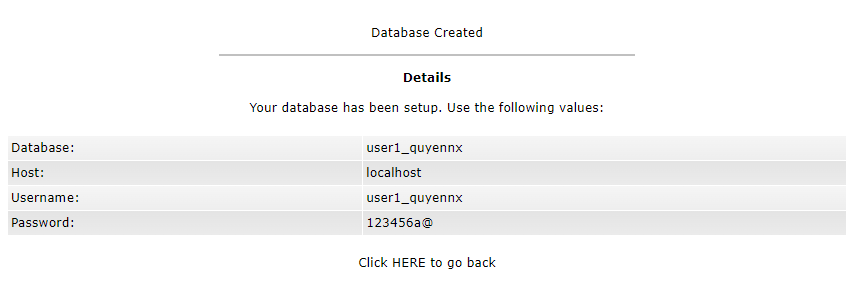 Database Created
Details
Your database has been setup. Use the following values:
Database: user1_quyennx
Host: localhost
Username: user1_quyennx
Password: 123456a@
Click HERE to go back